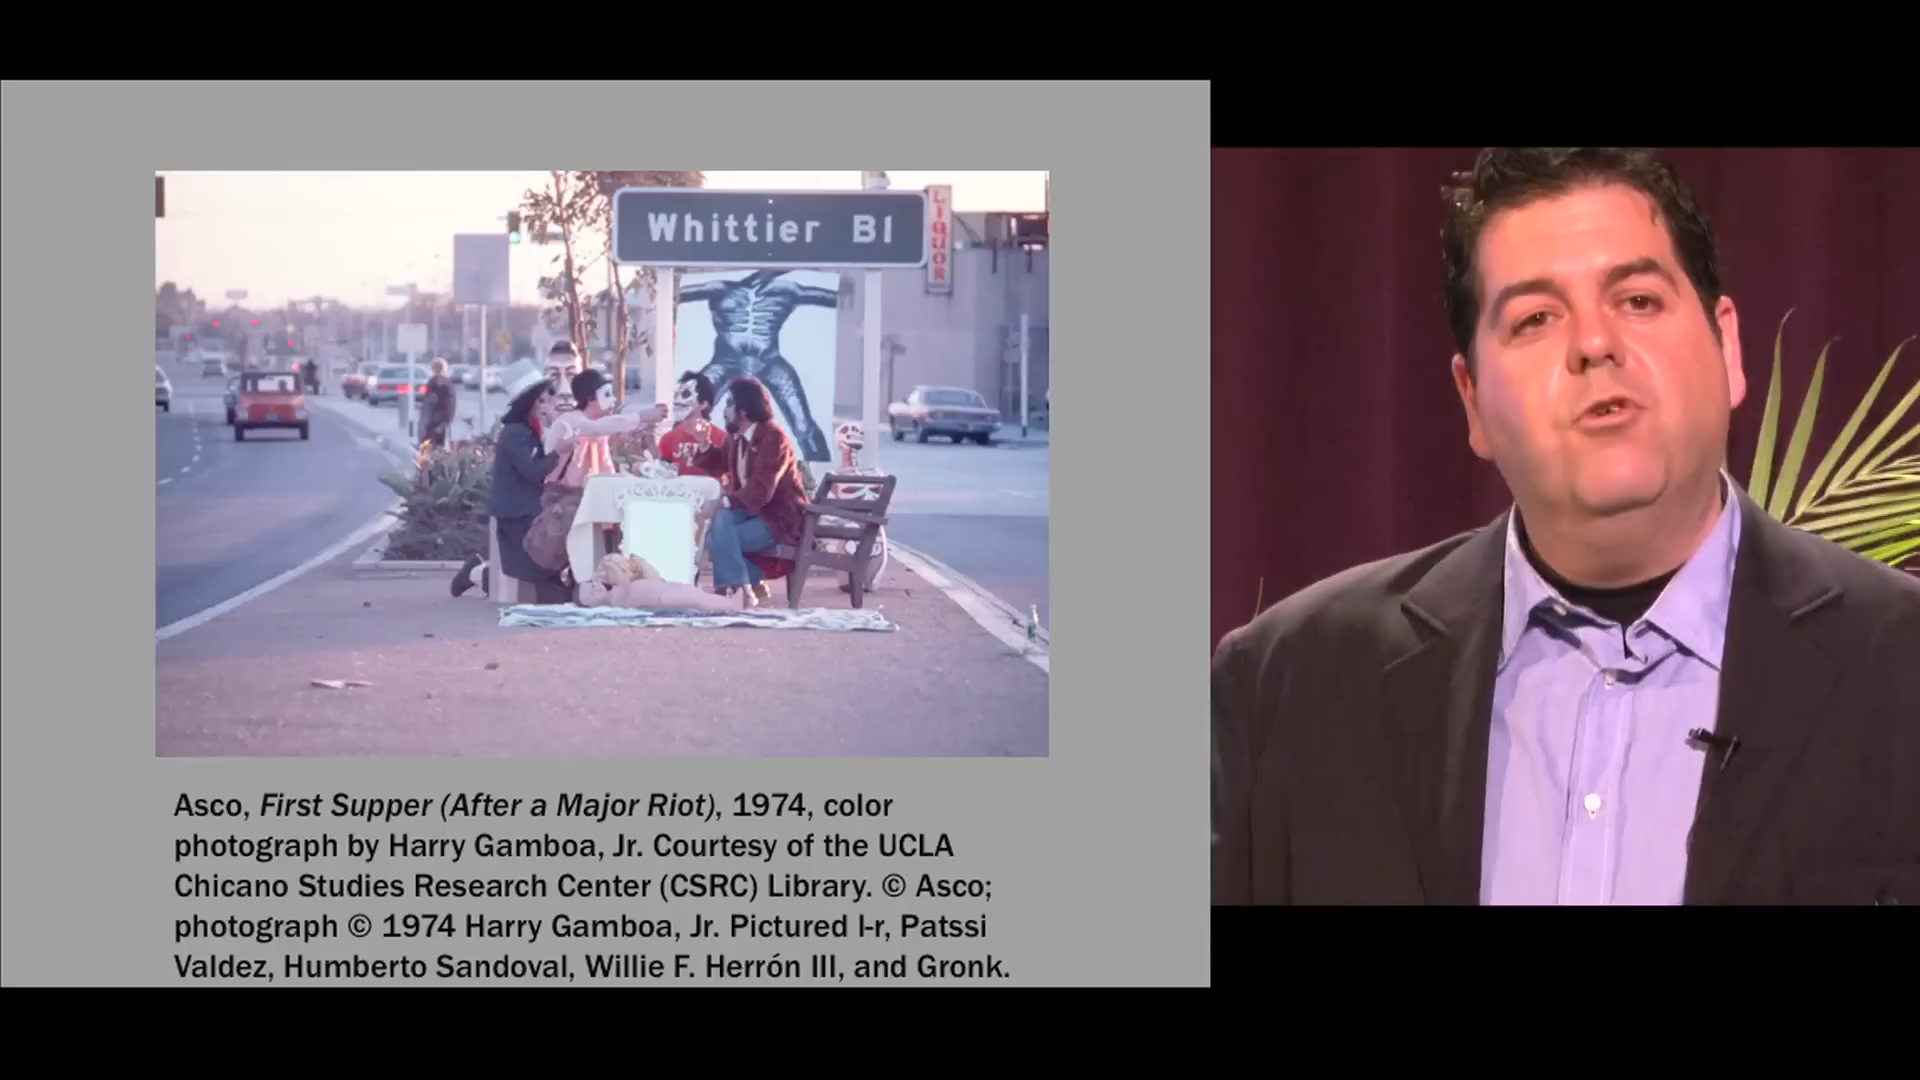 Whittier Bl
LIQUOR
JET
Asco, First Supper (After a Major Riot), 1974, color
photograph by Harry Gamboa, Jr. Courtesy of the UCLA
Chicano Studies Research Center (CSRC) Library. © Asco;
photograph © 1974 Harry Gamboa, Jr. Pictured l-r, Patssi
Valdez, Humberto Sandoval, Willie F. Herrón III, and Gronk.